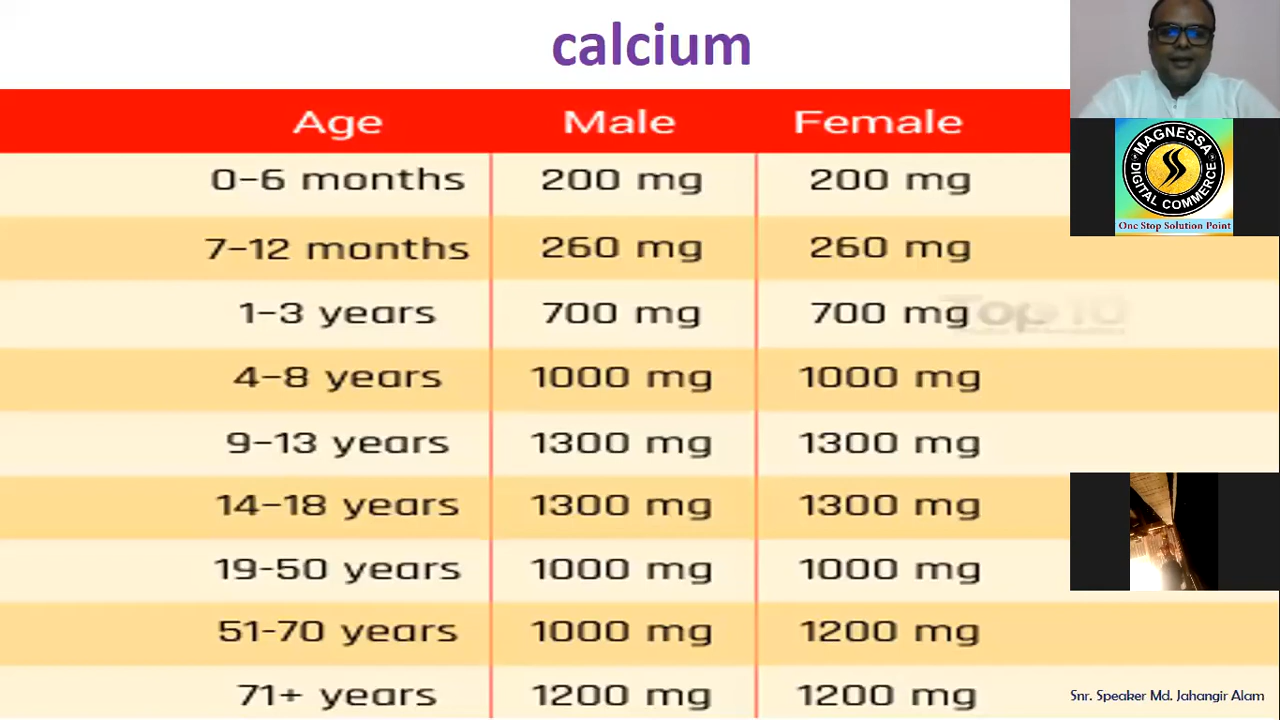 calcium
Age Male Female
0–6 months 200 mg 200 mg
7–12 months 260 mg 260 mg
1–3 years 700 mg 700 mg
Top 10
4–8 years 1000 mg 1000 mg
9–13 years 1300 mg 1300 mg
14–18 years 1300 mg 1300 mg
19-50 years 1000 mg 1000 mg
51-70 years 1000 mg 1200 mg
71+ years 1200 mg 1200 mg
MAGNESSA
DIGITAL COMMERCE
One Stop Solution Point
Snr. Speaker Md. Jahangir Alam